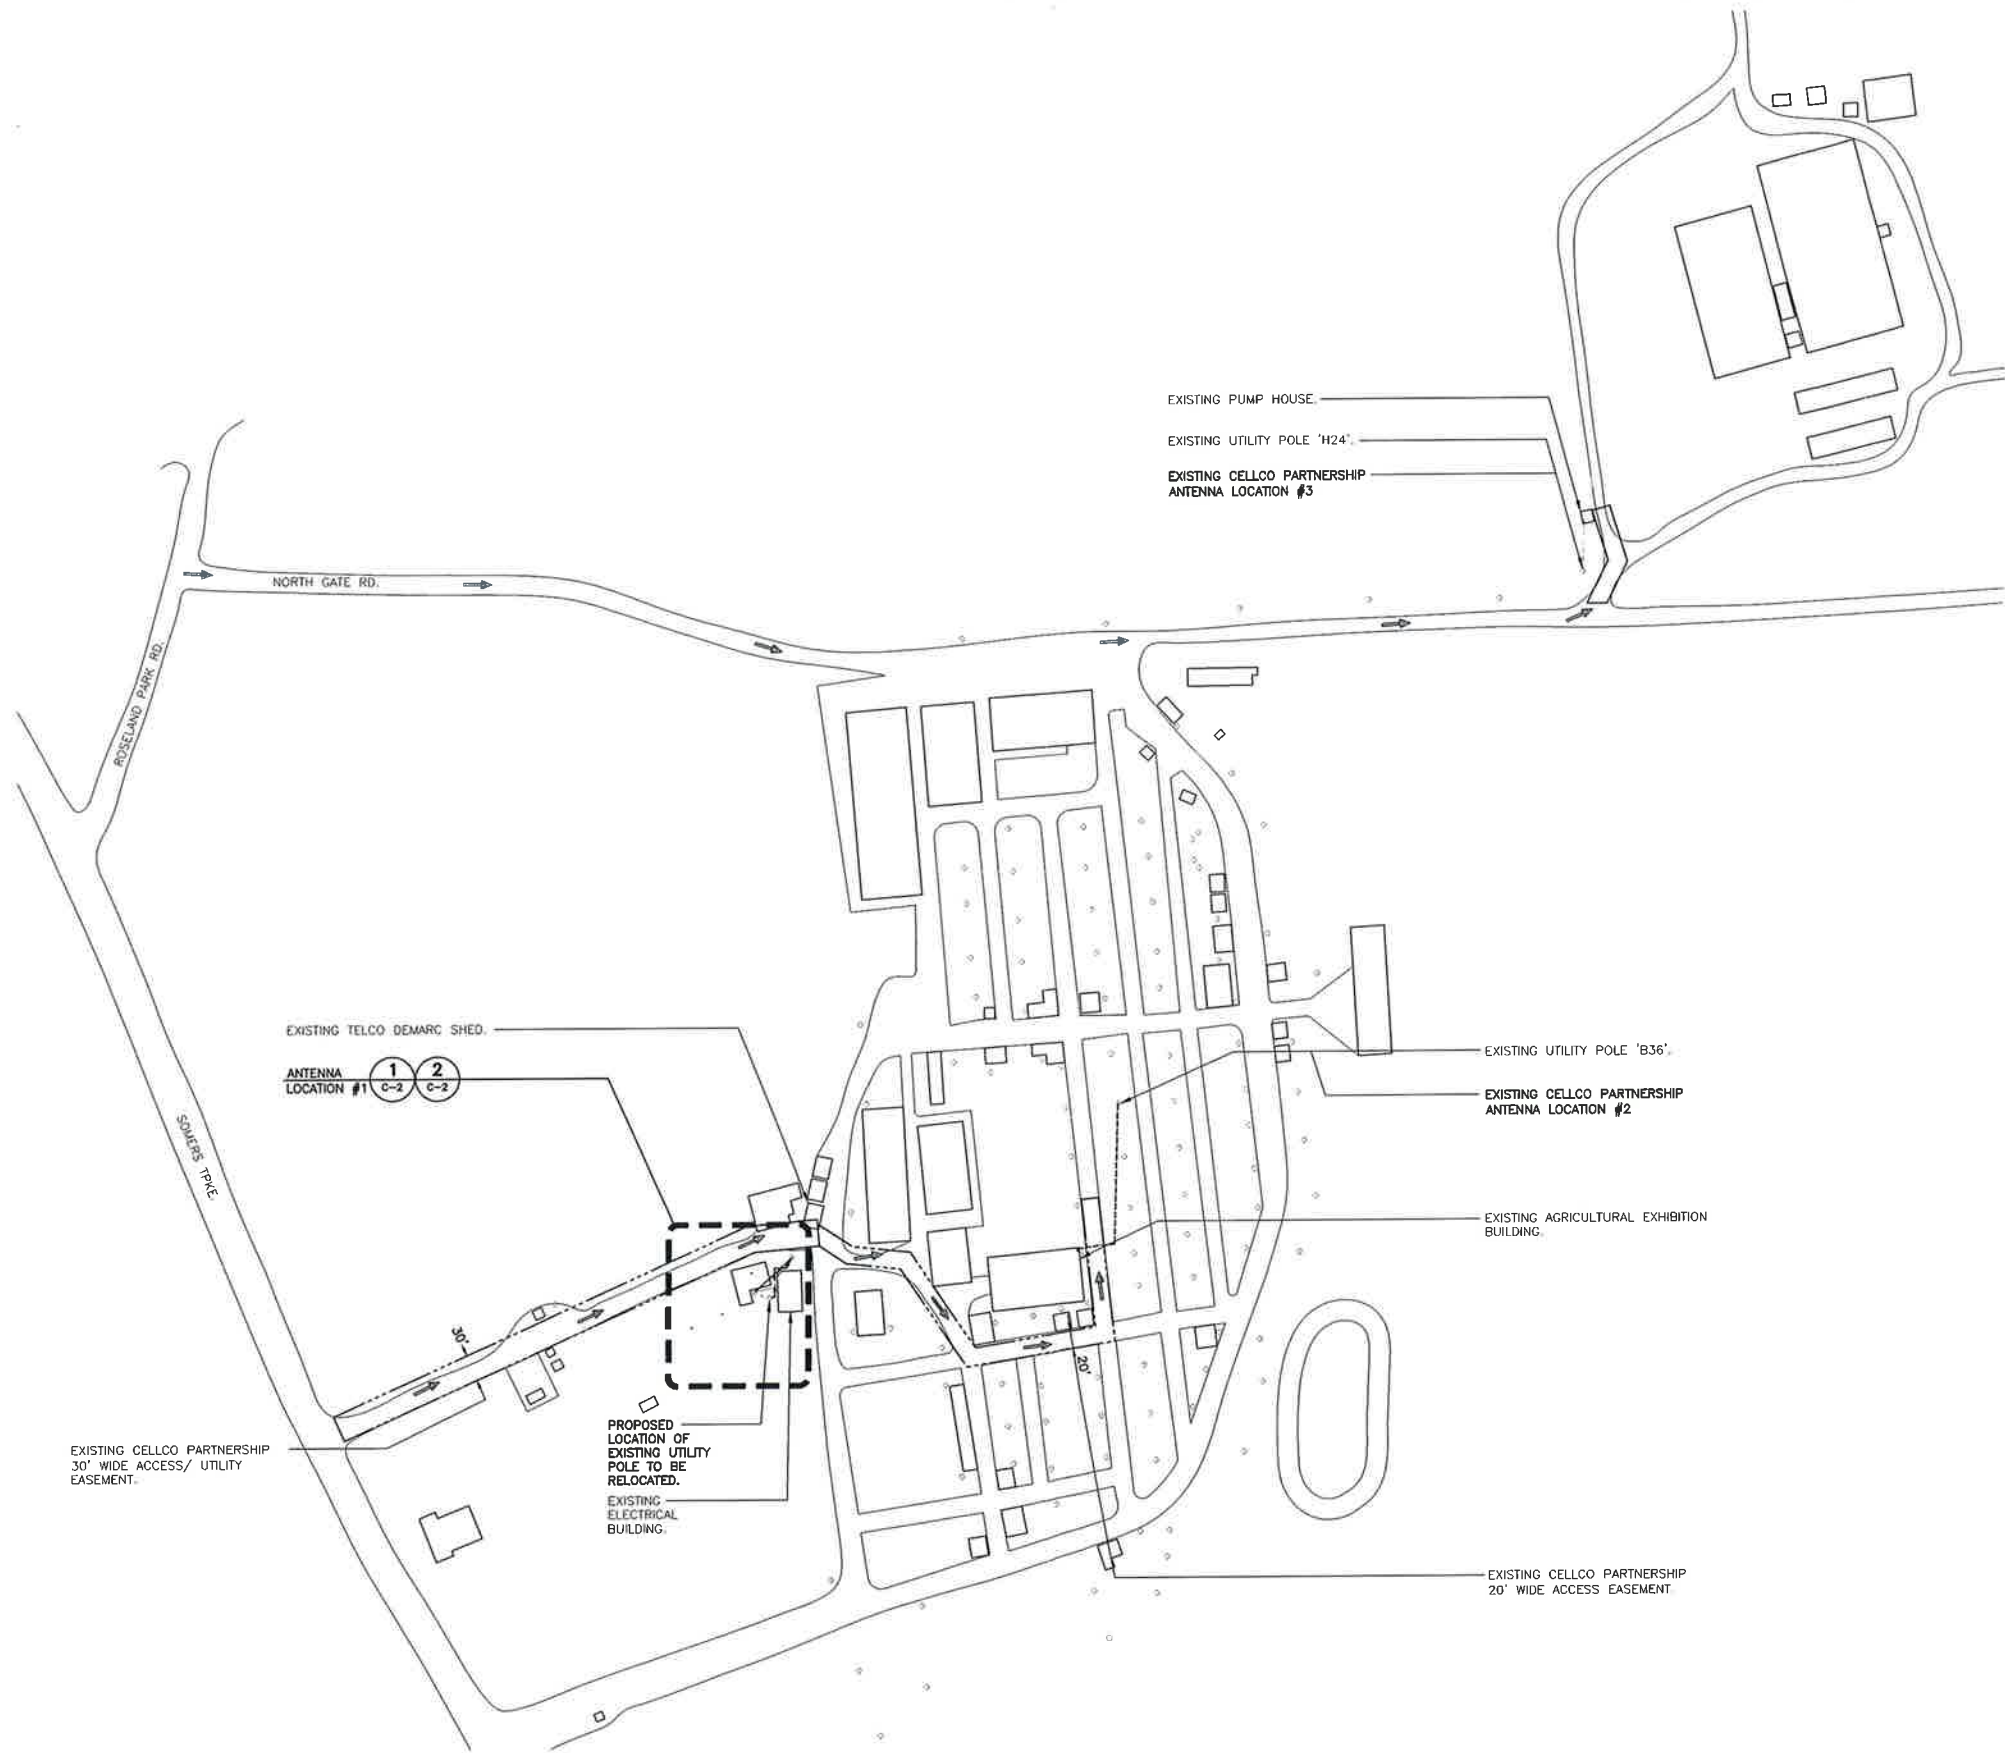 EXISTING PUMP HOUSE.
EXISTING UTILITY POLE 'H24'.
EXISTING CELLCO PARTNERSHIP
ANTENNA LOCATION #3
NORTH GATE RD.
ROSELAND PARK RD.
EXISTING TELCO DEMARC SHED.
ANTENNA
LOCATION #1
1
C-2
2
C-2
SOMERS TPKE.
EXISTING UTILITY POLE 'B36'.
EXISTING CELLCO PARTNERSHIP
ANTENNA LOCATION #2
EXISTING AGRICULTURAL EXHIBITION
BUILDING.
30'
20'
EXISTING CELLCO PARTNERSHIP
30' WIDE ACCESS/ UTILITY
EASEMENT.
PROPOSED
LOCATION OF
EXISTING UTILITY
POLE TO BE
RELOCATED.
EXISTING
ELECTRICAL
BUILDING.
EXISTING CELLCO PARTNERSHIP
20' WIDE ACCESS EASEMENT.